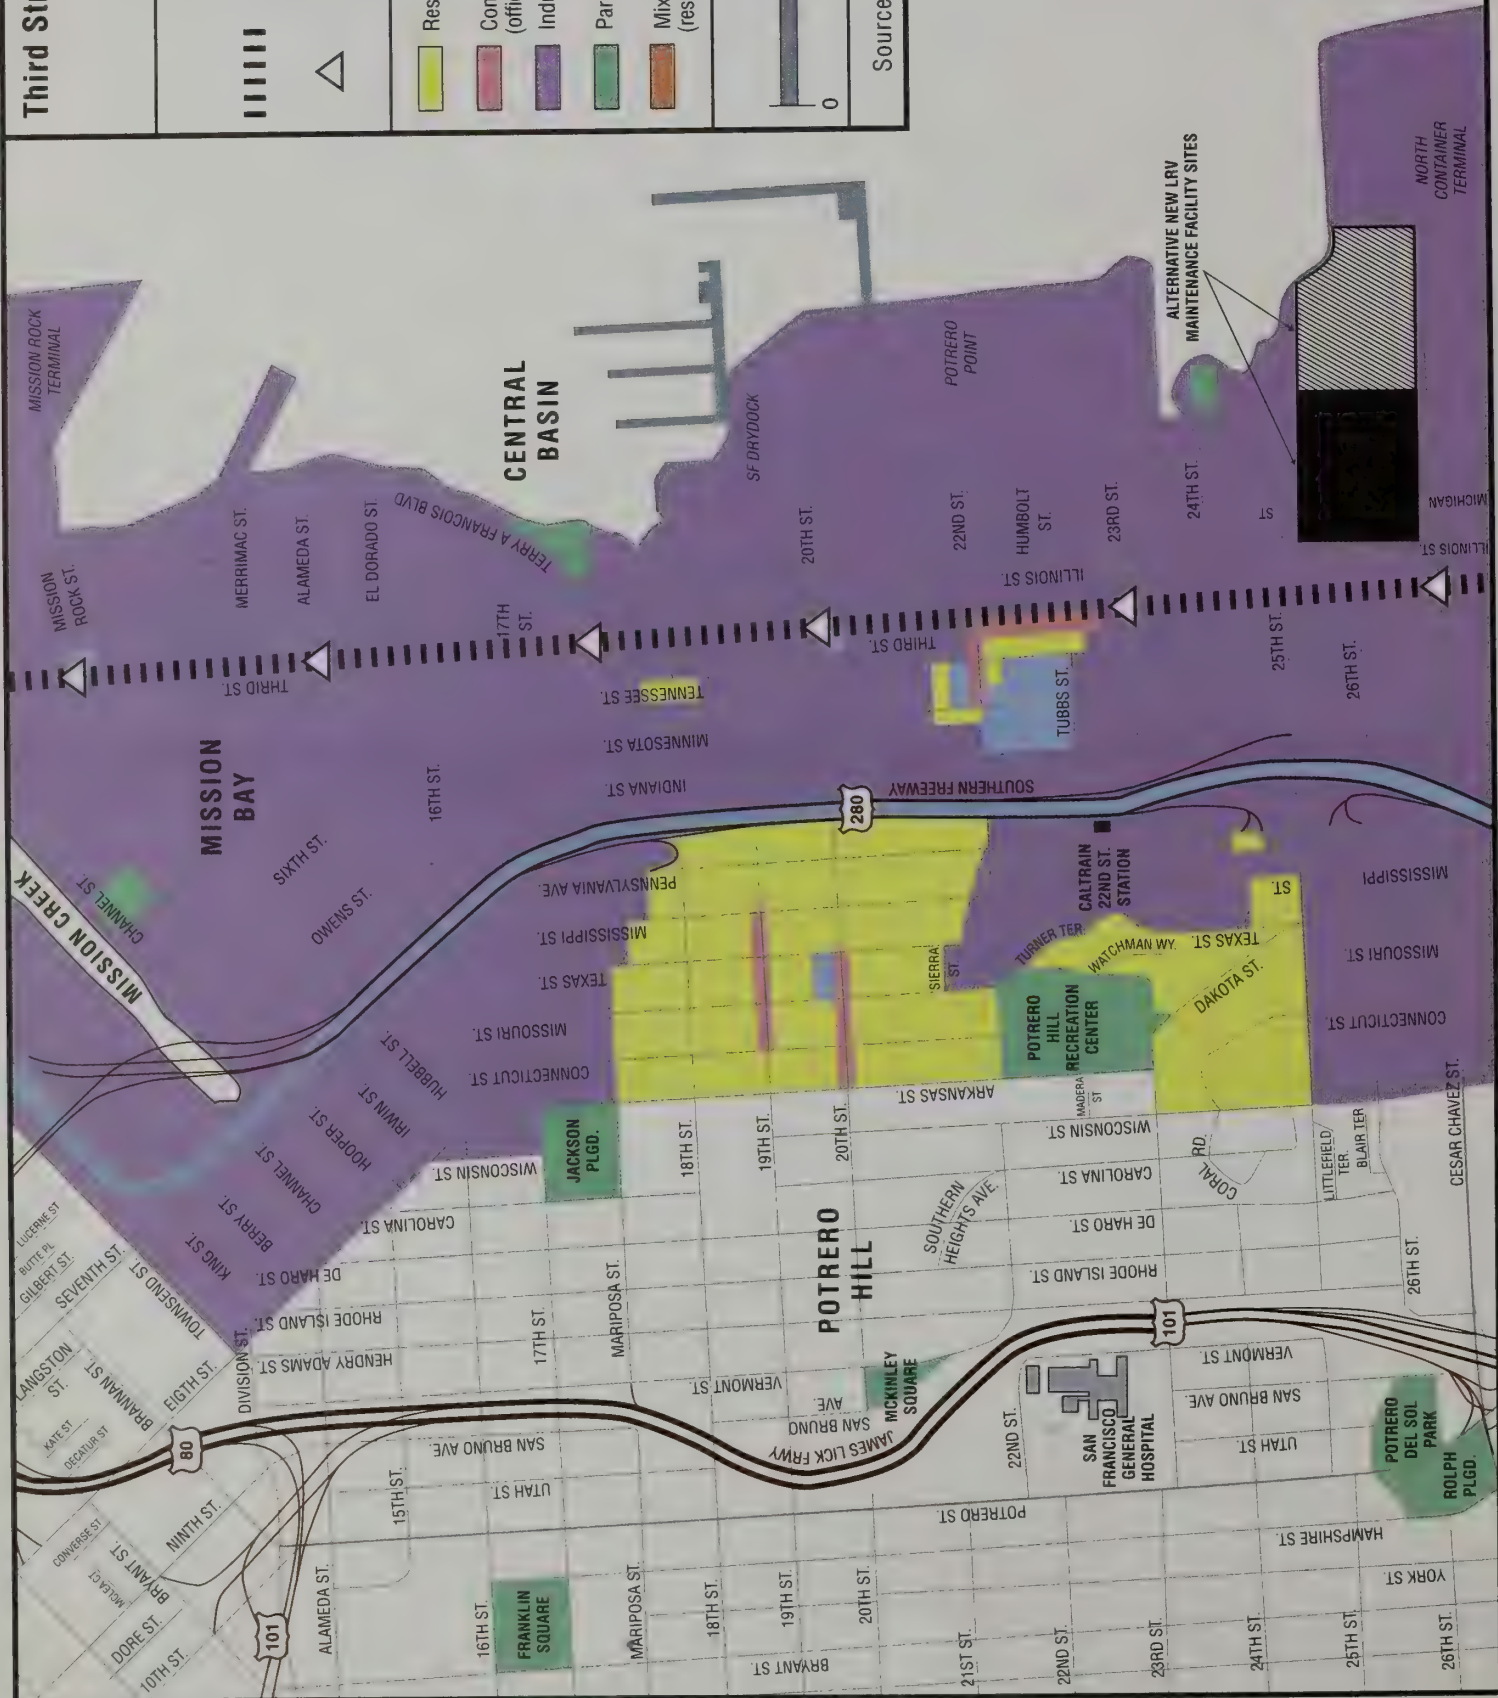 Third St
Res
Con
(offic
Indu
Par
Mix
(res
0
Source
MISSION ROCK
TERMINAL
CENTRAL
BASIN
SF DRYDOCK
POTRERO
POINT
ALTERNATIVE NEW LRV
MAINTENANCE FACILITY SITES
NORTH
CONTAINER
TERMINAL
MISSION
ROCK ST.
MERRIMAC ST.
ALAMEDA ST.
EL DORADO ST.
TERRY A FRANCOIS BLVD
17TH
ST.
20TH ST.
22ND ST.
HUMBOLT
ST.
23RD ST.
24TH ST.
ST
MICHIGAN
ILLINOIS ST.
ILLINOIS ST.
THRID ST.
THIRD ST.
TENNESSEE ST.
MINNESOTA ST.
INDIANA ST.
TUBBS ST.
25TH ST.
26TH ST.
MISSION
BAY
16TH ST.
SIXTH ST.
OWENS ST.
CHANNEL ST.
MISSION CREEK
280
SOUTHERN FREEWAY
CALTRAIN
22ND ST.
STATION
PENNSYLVANIA AVE.
MISSISSIPPI ST.
TEXAS ST.
MISSOURI ST.
CONNECTICUT ST.
HUBBELL ST.
IRWIN ST.
HOOPER ST.
CHANNEL ST.
BERRY ST.
KING ST.
SIERRA
ST.
TURNER TER.
WATCHMAN WY.
TEXAS ST.
ST.
DAKOTA ST.
MISSISSIPPI
MISSOURI ST.
CONNECTICUT ST.
POTRERO
HILL
RECREATION
CENTER
ARKANSAS ST.
MADERA
ST
WISCONSIN ST.
CAROLINA ST.
DE HARO ST.
RHODE ISLAND ST.
CORAL RD.
LITTLEFIELD
TER.
BLAIR TER
CESAR CHAVEZ ST.
26TH ST.
JACKSON
PLGD.
WISCONSIN ST.
CAROLINA ST.
DE HARO ST.
RHODE ISLAND ST.
HENDRY ADAMS ST.
18TH ST.
19TH ST.
20TH ST.
17TH ST.
MARIPOSA ST.
POTRERO
HILL
SOUTHERN
HEIGHTS AVE.
LUCERNE ST
BUTTE PL
GILBERT ST.
SEVENTH ST.
TOWNSEND ST.
LANGSTON
ST.
BRANNAN ST.
EIGTH ST.
DIVISION ST.
KATE ST
DECATUR ST
80
VERMONT ST.
SAN BRUNO
AVE
MCKINLEY
SQUARE
JAMES LICK FRWY
101
SAN
FRANCISCO
GENERAL
HOSPITAL
22ND ST.
VERMONT ST.
SAN BRUNO AVE
UTAH ST.
POTRERO
DEL SOL
PARK
ROLPH
PLGD.
SAN BRUNO AVE.
UTAH ST.
15TH ST.
POTRERO ST.
HAMPSHIRE ST.
YORK ST.
CONVERSE ST
NINTH ST.
MCLEA CT
BRYANT ST.
DORE ST.
10TH ST.
101
ALAMEDA ST.
16TH ST.
FRANKLIN
SQUARE
MARIPOSA ST.
18TH ST.
19TH ST.
20TH ST.
BRYANT ST.
21ST ST.
22ND ST.
23RD ST.
24TH ST.
25TH ST.
26TH ST.